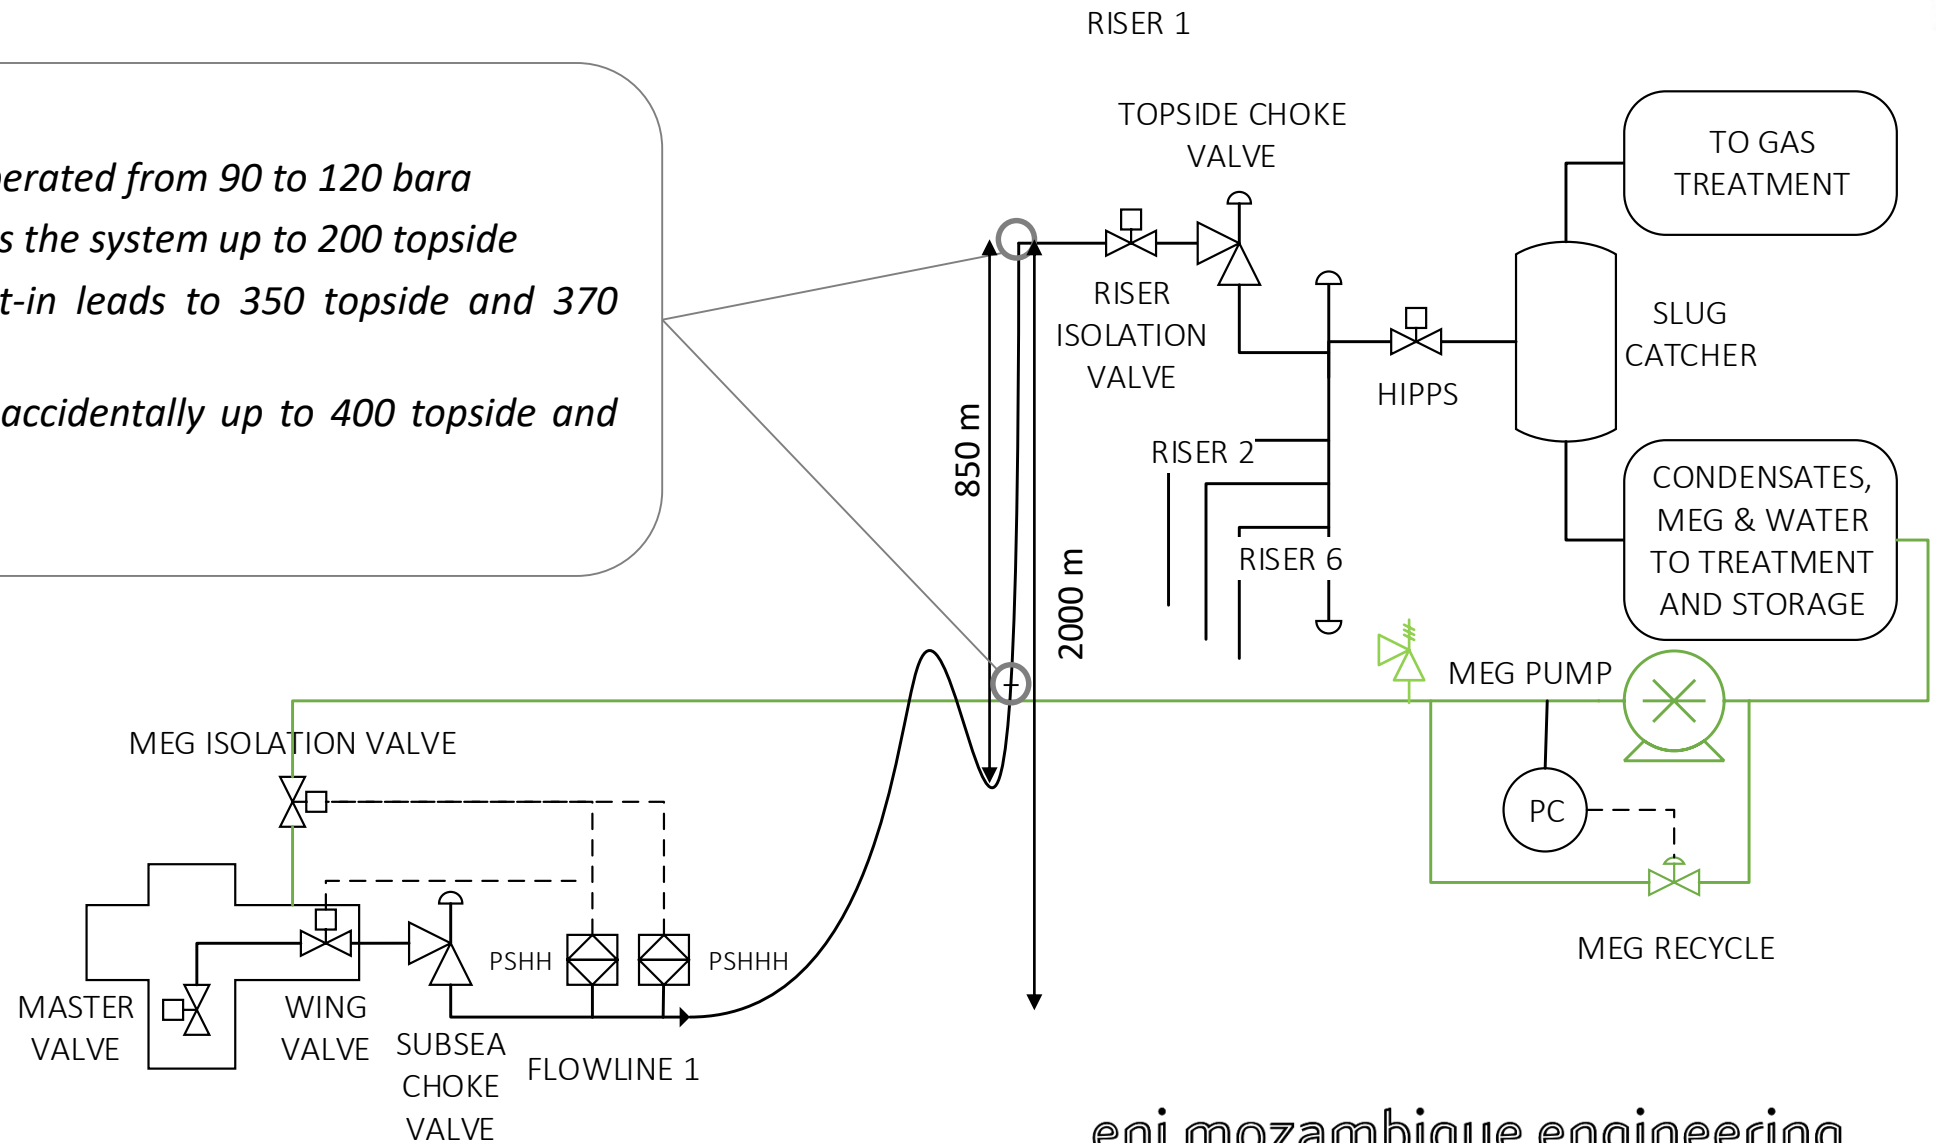 RISER 1
perated from 90 to 120 bara
s the system up to 200 topside
t-in leads to 350 topside and 370
accidentally up to 400 topside and
TOPSIDE CHOKE
VALVE
TO GAS
TREATMENT
RISER
ISOLATION
VALVE
HIPPS
SLUG
CATCHER
850 m
2000 m
RISER 2
RISER 6
CONDENSATES,
MEG & WATER
TO TREATMENT
AND STORAGE
MEG PUMP
PC
MEG RECYCLE
MEG ISOLATION VALVE
PSHH
PSHHH
MASTER
VALVE
WING
VALVE
SUBSEA
CHOKE
VALVE
FLOWLINE 1
eni mozambique engineering